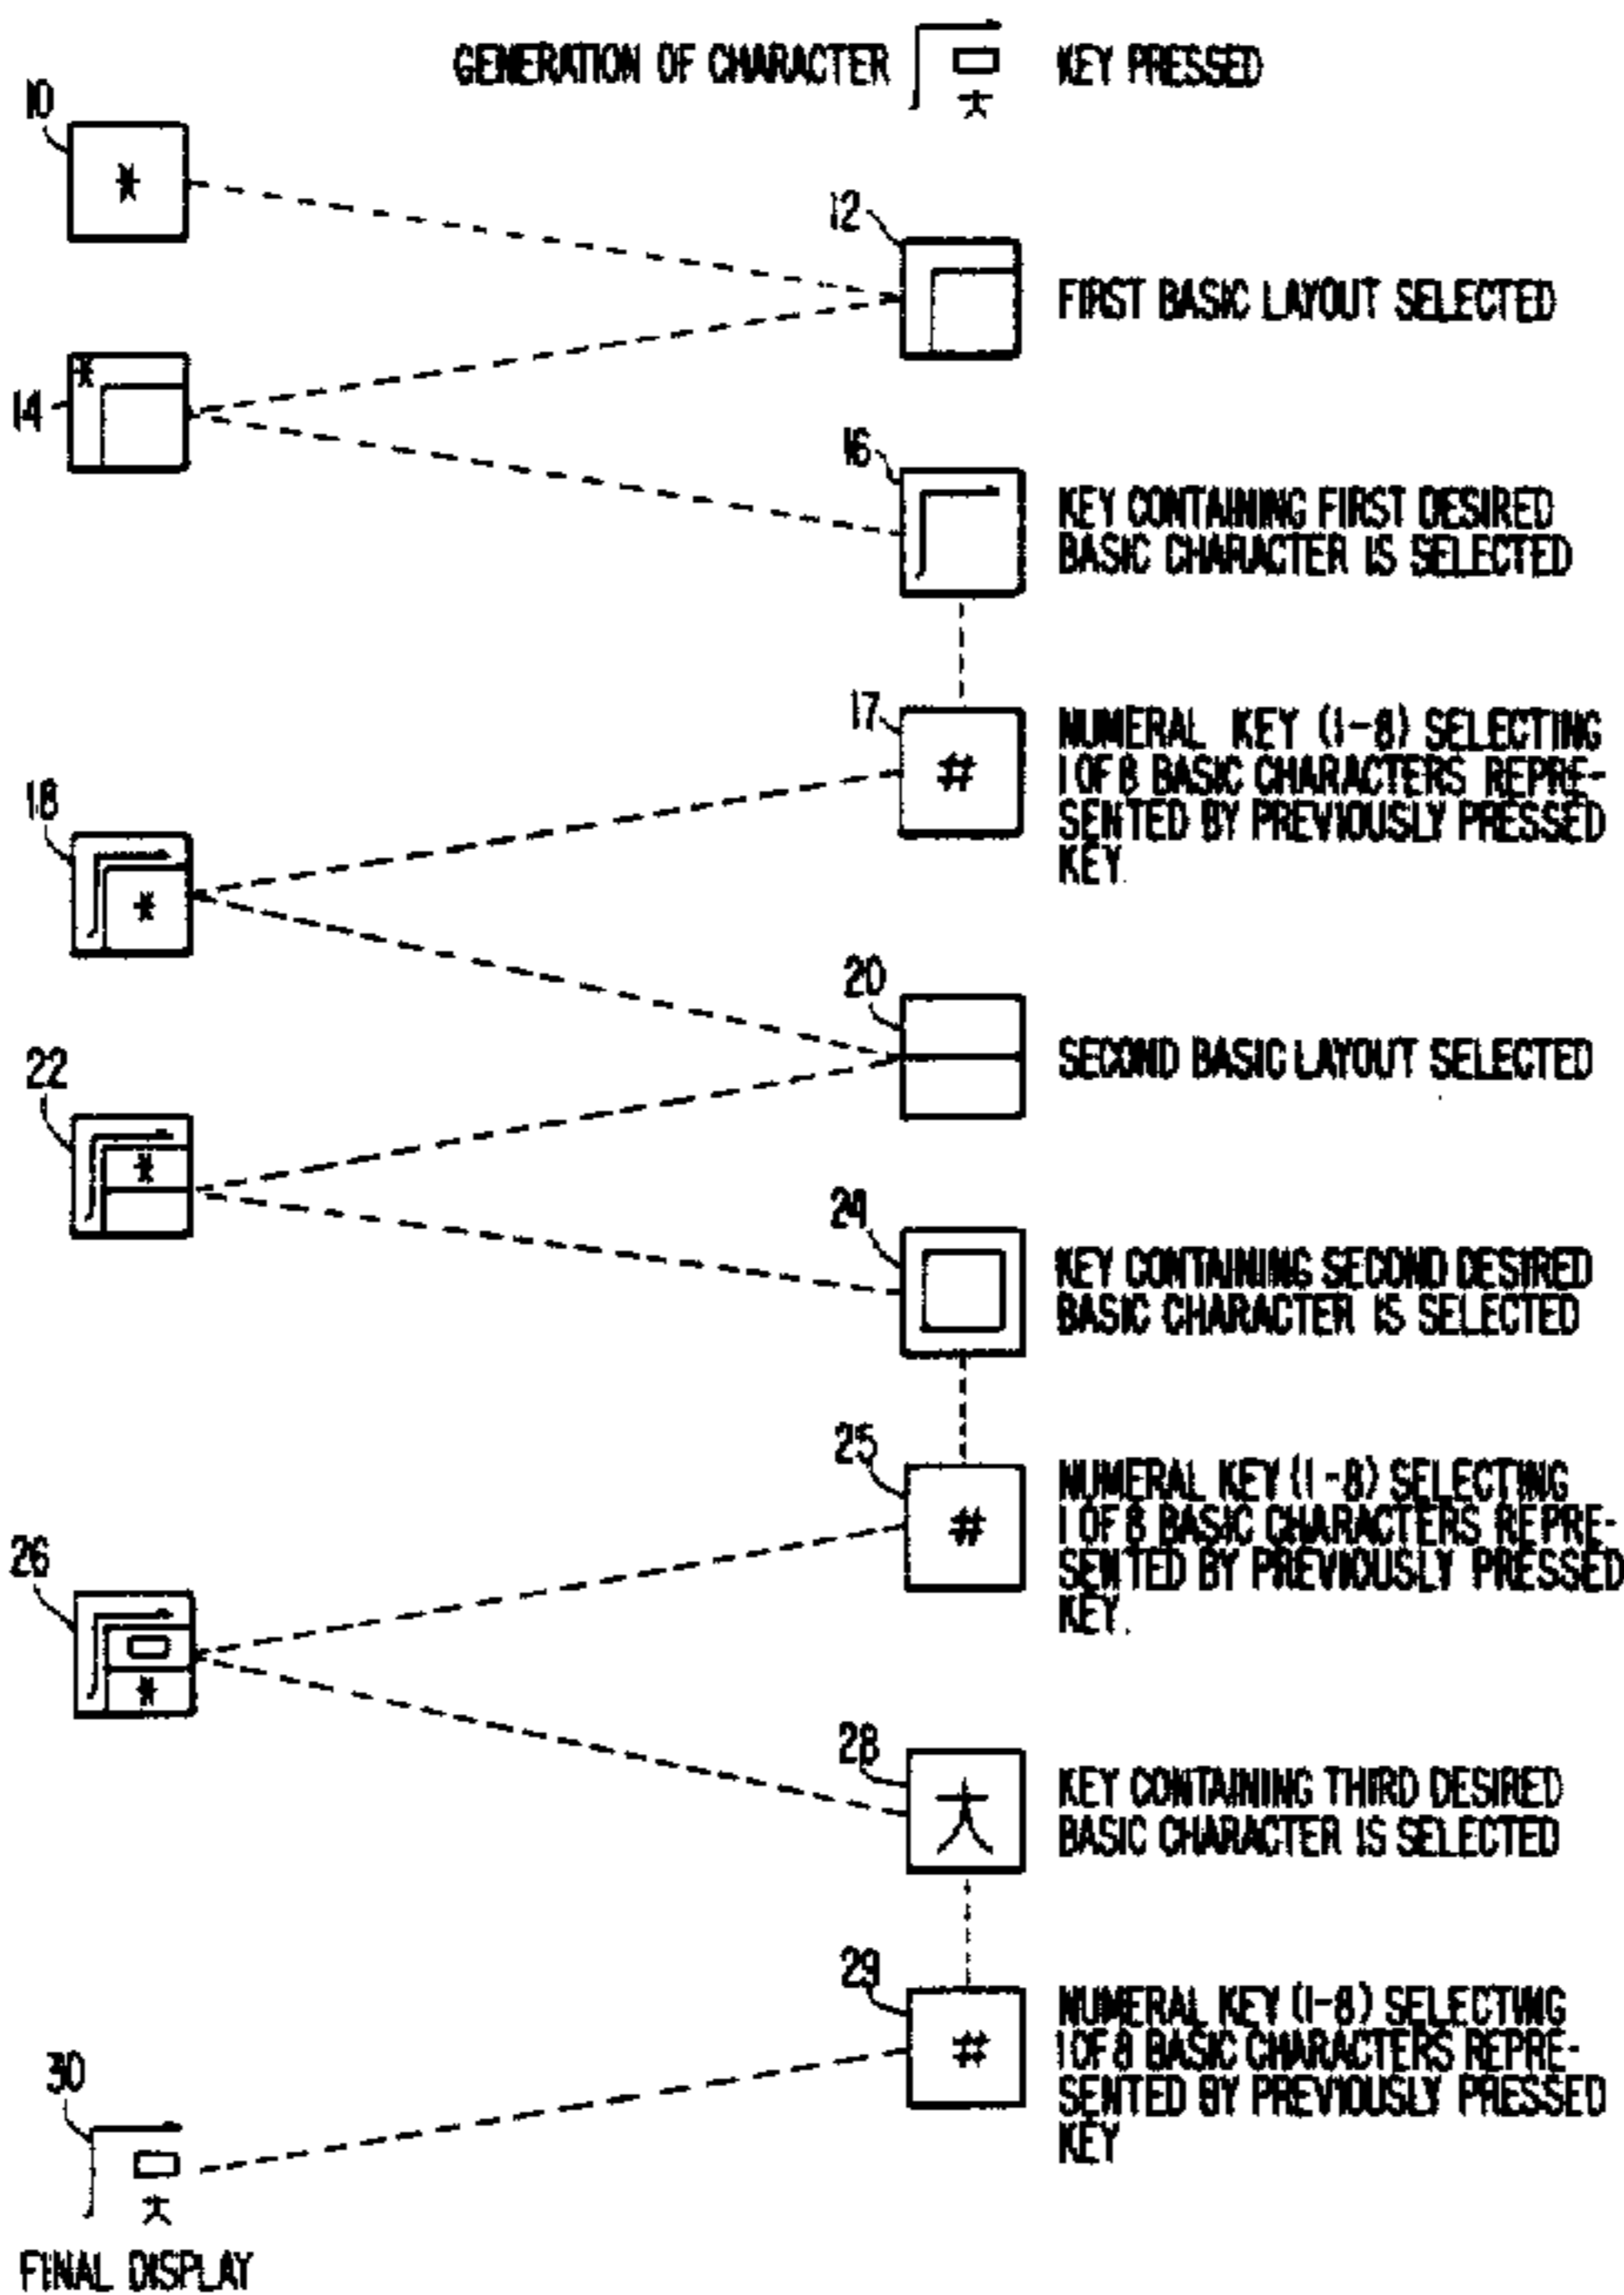 GENERATION OF CHARACTER KEY PRESSED
10
*
12
FIRST BASIC LAYOUT SELECTED
14
*
16
KEY CONTAINING FIRST DESIRED
BASIC CHARACTER IS SELECTED
17
#
NUMERAL KEY (1-8) SELECTING
1 OF 8 BASIC CHARACTERS REPRE-
SENTED BY PREVIOUSLY PRESSED
KEY.
18
*
20
SECOND BASIC LAYOUT SELECTED
22
*
24
KEY CONTAINING SECOND DESIRED
BASIC CHARACTER IS SELECTED
25
#
NUMERAL KEY (1-8) SELECTING
1 OF 8 BASIC CHARACTERS REPRE-
SENTED BY PREVIOUSLY PRESSED
KEY.
26
*
28
大
KEY CONTAINING THIRD DESIRED
BASIC CHARACTER IS SELECTED
29
#
NUMERAL KEY (1-8) SELECTING
1 OF 8 BASIC CHARACTERS REPRE-
SENTED BY PREVIOUSLY PRESSED
KEY
30
FINAL DISPLAY